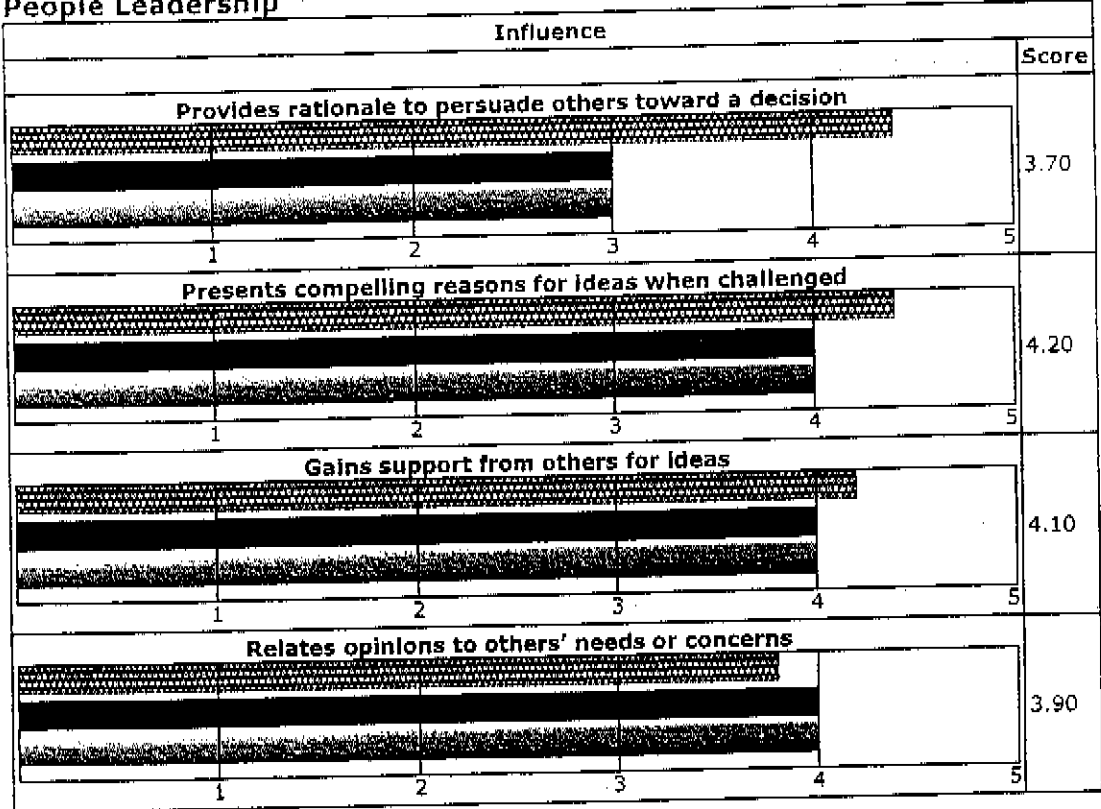 People Leadership
Influence
Score
Provides rationale to persuade others toward a decision
3.70
1 2 3 4 5
Presents compelling reasons for ideas when challenged
4.20
1 2 3 4 5
Gains support from others for ideas
4.10
1 2 3 4 5
Relates opinions to others' needs or concerns
3.90
1 2 3 4 5